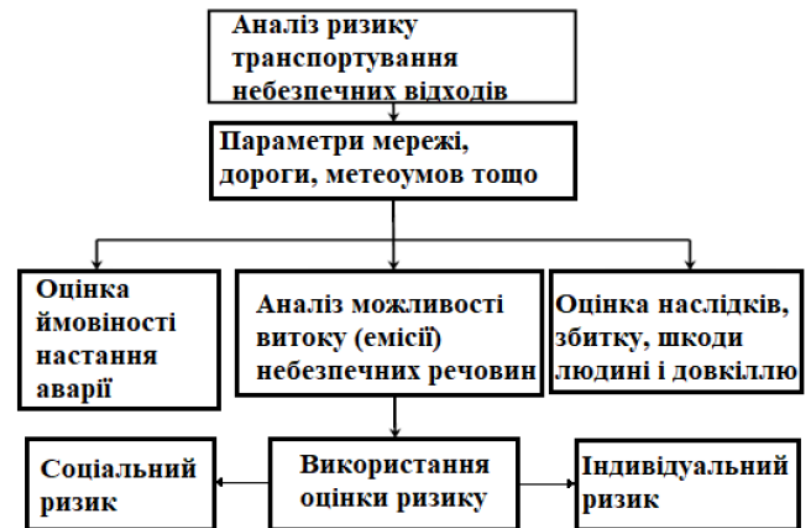 Аналіз ризику
транспортування
небезпечних відходів
Параметри мережі,
дороги, метеоумов тощо
Оцінка
ймовіності
настання
аварії
Аналіз можливості
витоку (емісії)
небезпечних речовин
Оцінка наслідків,
збитку, шкоди
людині і довкіллю
Соціальний
ризик
Використання
оцінки ризику
Індивідуальний
ризик